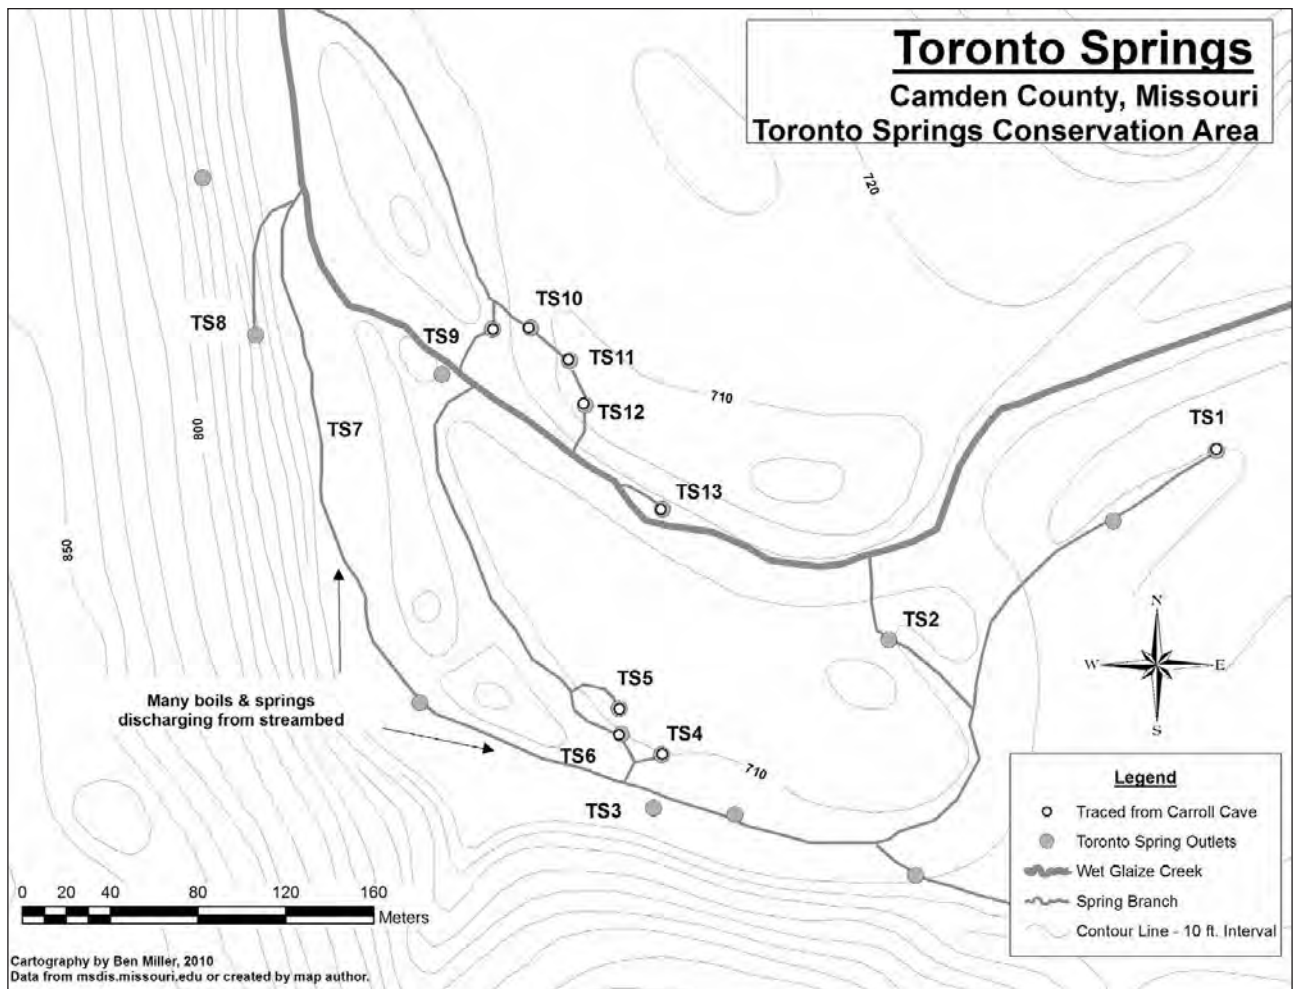 Toronto Springs
Camden County, Missouri
Toronto Springs Conservation Area
720
TS10
TS8
TS9
TS11
710
TS12
TS1
800
TS7
TS13
850
N
TS2
W
E
TS5
Many boils & springs
discharging from streambed
S
TS4
TS6
710
Legend
TS3
Traced from Carroll Cave
Toronto Spring Outlets
Wet Glaize Creek
Spring Branch
Contour Line - 10 ft. Interval
0 20 40 80 120 160
Meters
Cartography by Ben Miller, 2010
Data from msdis.missouri.edu or created by map author.